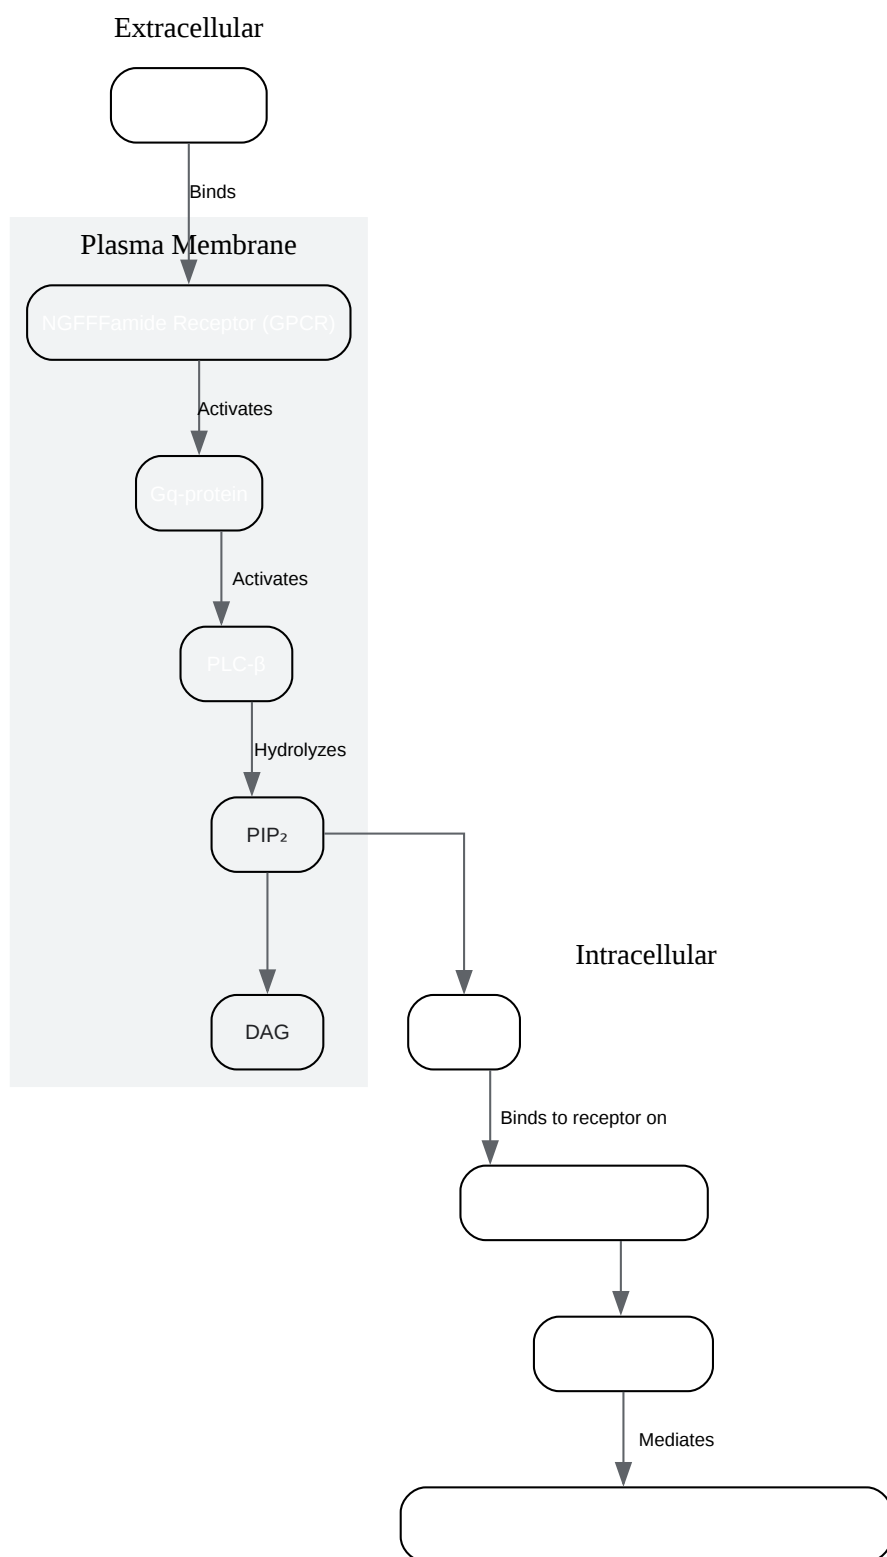 Extracellular
Binds
Plasma Membrane
NGFFFamide Receptor (GPCR)
Activates
Gq-protein
Activates
PLC-β
Hydrolyzes
PIP₂
Intracellular
DAG
Binds to receptor on
Mediates